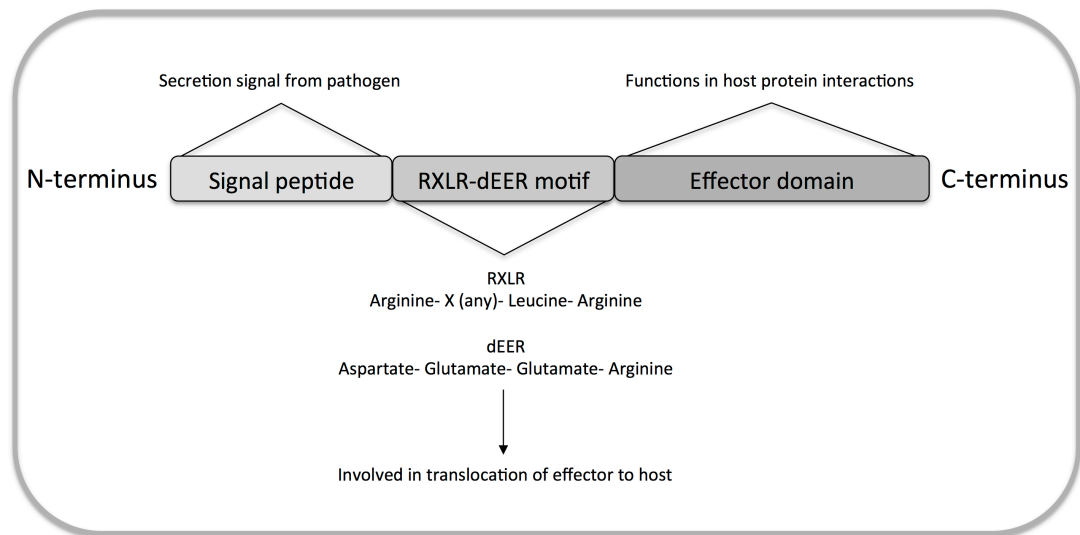 Secretion signal from pathogen
Functions in host protein interactions
N-terminus
Signal peptide
RXLR-dEER motif
Effector domain
C-terminus
RXLR
Arginine- X (any)- Leucine- Arginine
dEER
Aspartate- Glutamate- Glutamate- Arginine
Involved in translocation of effector to host